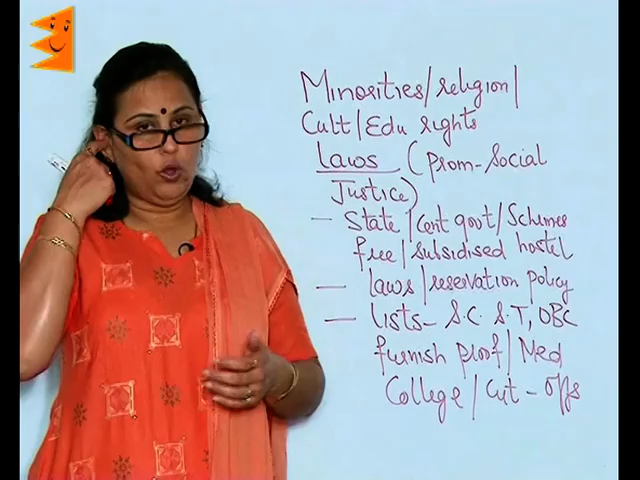 Minorities/religion/
Cult/Edu rights
Laws (prom-Social
Justice)
- State/Cent govt/Schemes
free/subsidised hostel
- laws/reservation policy
- Lists- S.C. S.T, OBC
furnish proof/Med
College/Cut-offs